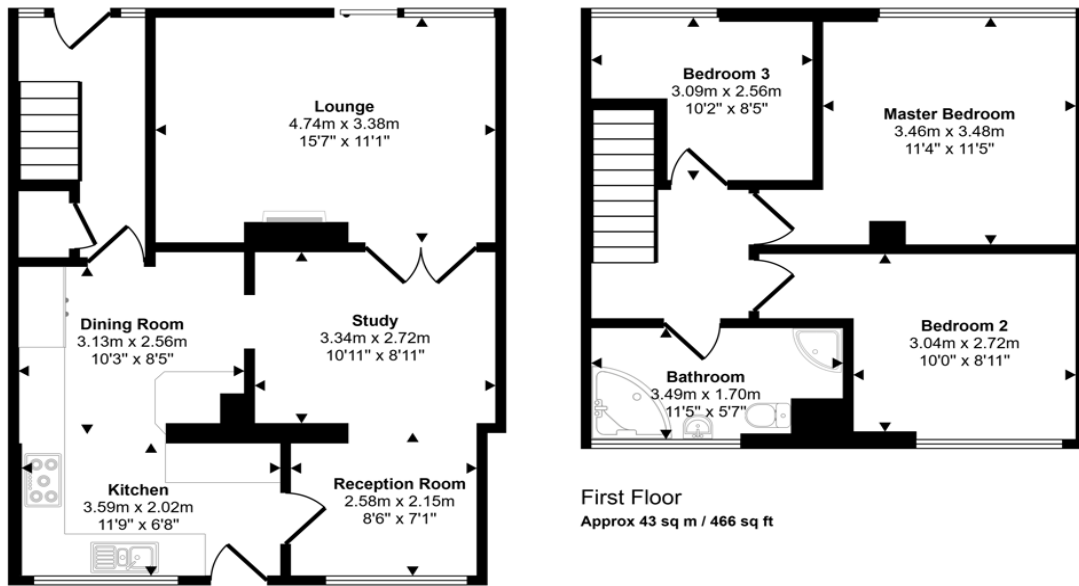 Lounge
4.74m x 3.38m
15'7" x 11'1"
Dining Room
3.13m x 2.56m
10'3" x 8'5"
Study
3.34m x 2.72m
10'11" x 8'11"
Kitchen
3.59m x 2.02m
11'9" x 6'8"
Reception Room
2.58m x 2.15m
8'6" x 7'1"
Bedroom 3
3.09m x 2.56m
10'2" x 8'5"
Master Bedroom
3.46m x 3.48m
11'4" x 11'5"
Bedroom 2
3.04m x 2.72m
10'0" x 8'11"
Bathroom
3.49m x 1.70m
11'5" x 5'7"
First Floor
Approx 43 sq m / 466 sq ft